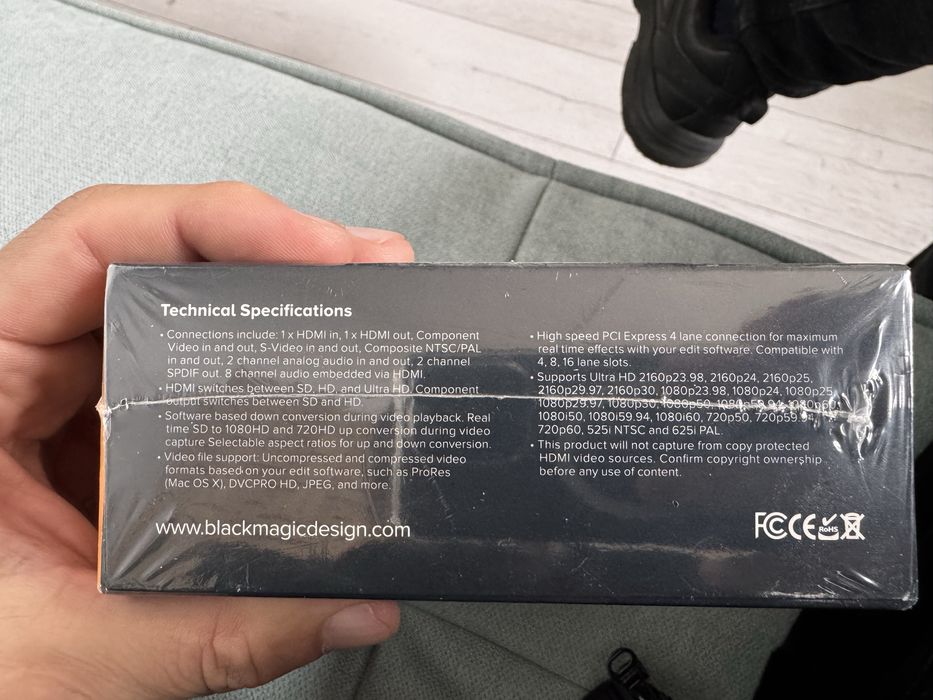 Technical Specifications
• Connections include: 1 x HDMI in, 1 x HDMI out, Component
Video in and out, S-Video in and out, Composite NTSC/PAL
in and out, 2 channel analog audio in and out, 2 channel
SPDIF out. 8 channel audio embedded via HDMI.
• HDMI switches between SD, HD, and Ultra HD. Component
output switches between SD and HD.
• Software based down conversion during video playback. Real
time SD to 1080HD and 720HD up conversion during video
capture Selectable aspect ratios for up and down conversion.
• Video file support: Uncompressed and compressed video
formats based on your edit software, such as ProRes
(Mac OS X), DVCPRO HD, JPEG, and more.
www.blackmagicdesign.com
• High speed PCI Express 4 lane connection for maximum
real time effects with your edit software. Compatible with
4, 8, 16 lane slots.
• Supports Ultra HD 2160p23.98, 2160p24, 2160p25,
2160p29.97, 2160p30, 1080p23.98, 1080p24, 1080p25,
1080p29.97, 1080p30, 1080p50, 1080p59.94, 1080p60,
1080i50, 1080i59.94, 1080i60, 720p50, 720p59.94,
720p60, 525i NTSC and 625i PAL.
• This product will not capture from copy protected
HDMI video sources. Confirm copyright ownership
before any use of content.
FC CE RoHS